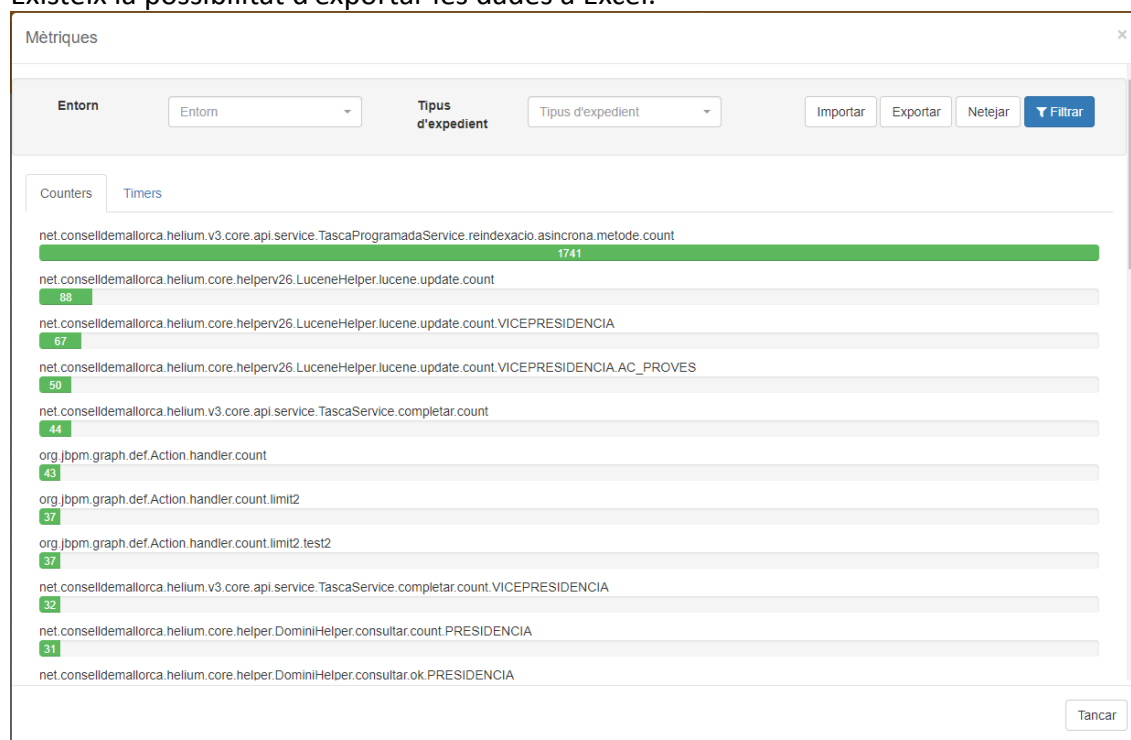 Existeix la possibilitat d'exportar les dades a Excel.
Mètriques ×
Entorn Entorn Tipus d'expedient Tipus d'expedient Importar Exportar Netejar Filtrar
Counters Timers
net.conselldemallorca.helium.v3.core.api.service.TascaProgramadaService.reindexacio.asincrona.metode.count
1741
net.conselldemallorca.helium.core.helperv26.LuceneHelper.lucene.update.count
88
net.conselldemallorca.helium.core.helperv26.LuceneHelper.lucene.update.count.VICEPRESIDENCIA
67
net.conselldemallorca.helium.core.helperv26.LuceneHelper.lucene.update.count.VICEPRESIDENCIA.AC_PROVES
50
net.conselldemallorca.helium.v3.core.api.service.TascaService.completar.count
44
org.jbpm.graph.def.Action.handler.count
43
org.jbpm.graph.def.Action.handler.count.limit2
37
org.jbpm.graph.def.Action.handler.count.limit2.test2
37
net.conselldemallorca.helium.v3.core.api.service.TascaService.completar.count.VICEPRESIDENCIA
32
net.conselldemallorca.helium.core.helper.DominiHelper.consultar.count.PRESIDENCIA
31
net.conselldemallorca.helium.core.helper.DominiHelper.consultar.ok.PRESIDENCIA
Tancar